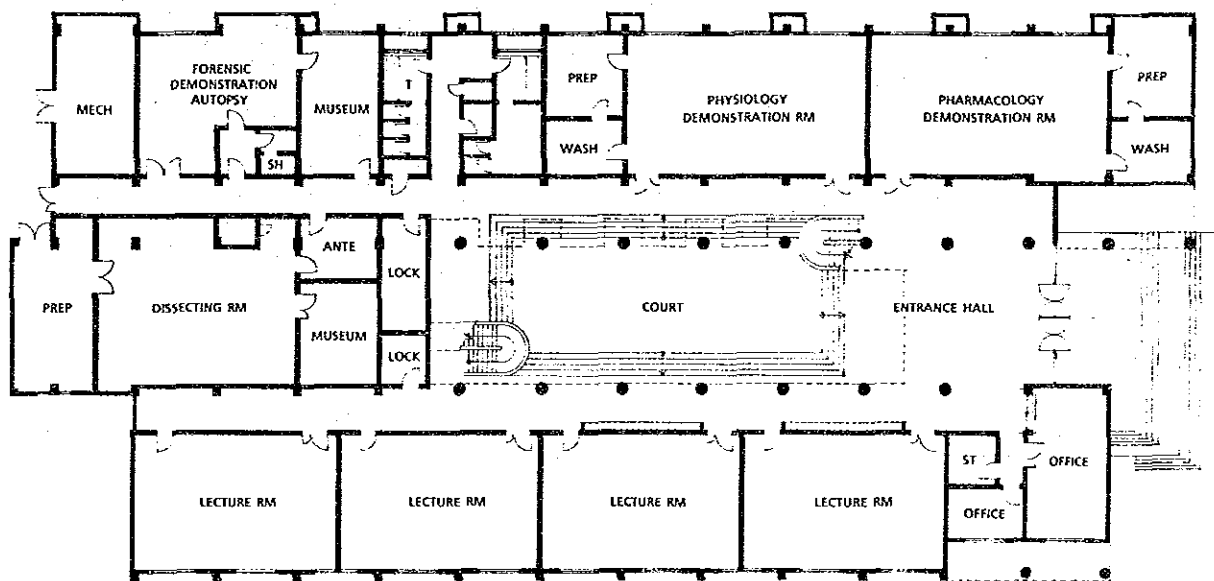 FORENSIC
DEMONSTRATION
AUTOPSY
MECH
MUSEUM
T
PREP
PHYSIOLOGY
DEMONSTRATION RM
PHARMACOLOGY
DEMONSTRATION RM
PREP
SH
WASH
WASH
PREP
DISSECTING RM
ANTE
MUSEUM
LOCK
LOCK
COURT
ENTRANCE HALL
LECTURE RM
LECTURE RM
LECTURE RM
LECTURE RM
ST
OFFICE
OFFICE